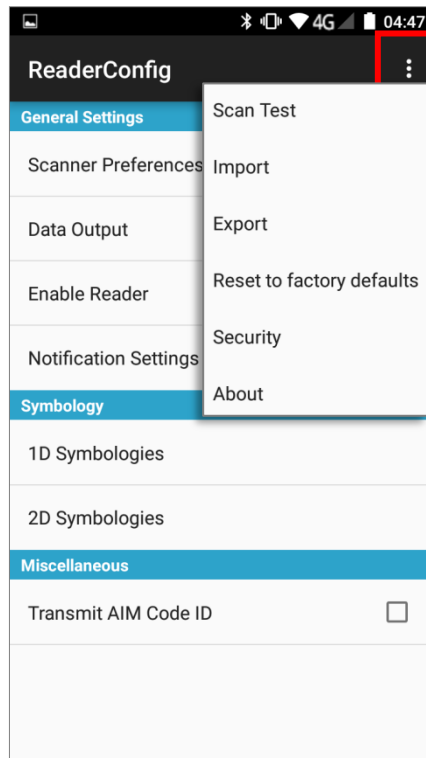 4G 04:47
ReaderConfig
General Settings
Scanner Preferences
Data Output
Enable Reader
Notification Settings
Scan Test
Import
Export
Reset to factory defaults
Security
About
Symbology
1D Symbologies
2D Symbologies
Miscellaneous
Transmit AIM Code ID